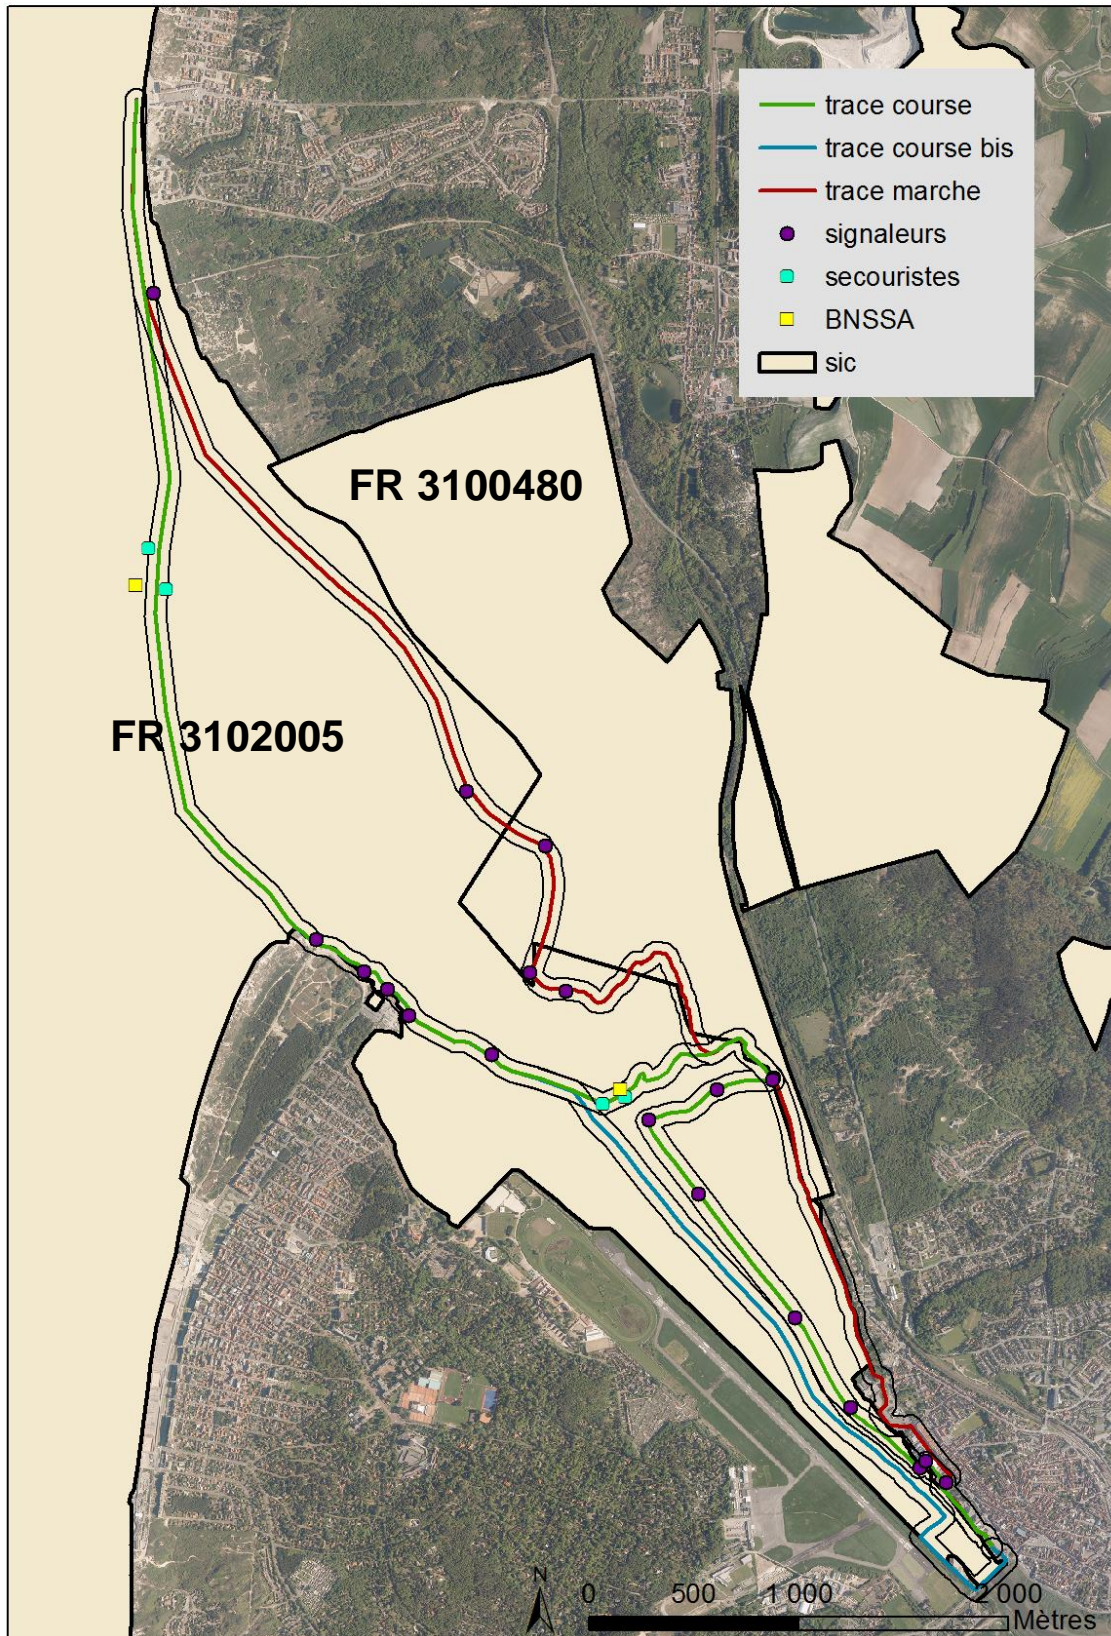 trace course
trace course bis
trace marche
signaleurs
secouristes
BNSSA
sic
FR 3100480
FR 3102005
N
0 500 1 000 2 000
Mètres